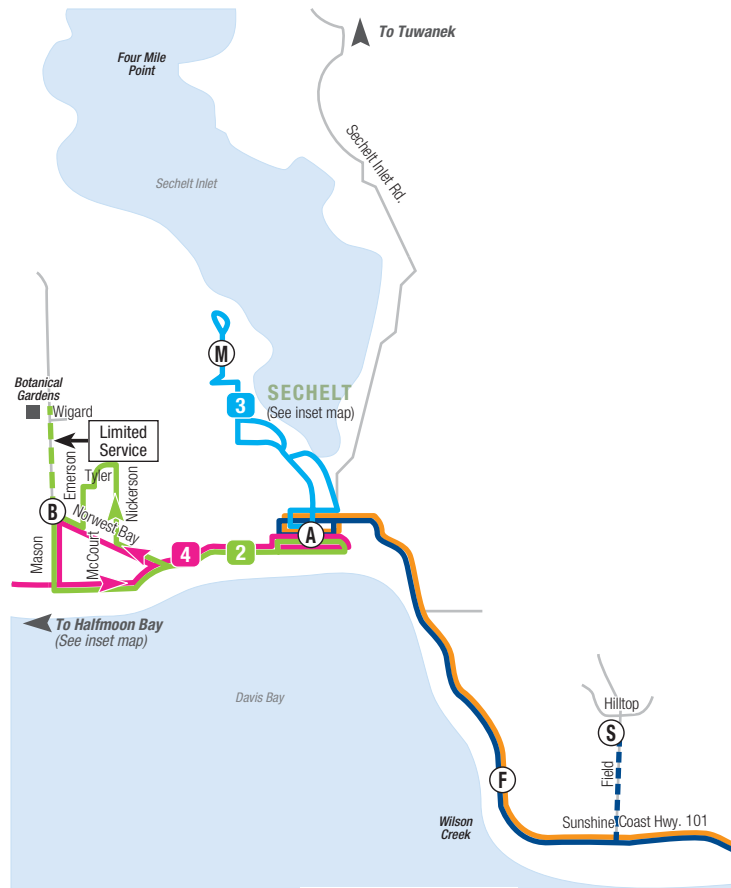 To Tuwanek
Four Mile
Point
Sechelt Inlet Rd.
Sechelt Inlet
M
Botanical
Gardens
Wigard
3
SECHELT
(See inset map)
Limited
Service
Emerson
Tyler
Nickerson
B
Norwest Bay
A
Mason
McCourt
4
2
To Halfmoon Bay
(See inset map)
Davis Bay
Hilltop
S
Field
F
Wilson
Creek
Sunshine Coast Hwy. 101